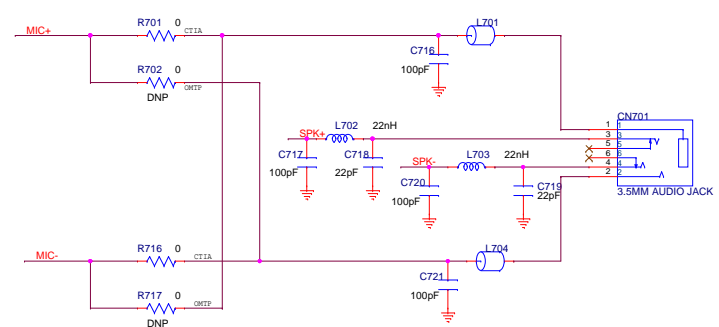 R701 0
MIC+
CTIA
L701
C716
100pF
R702 0
DNP
OMTP
CN701
L702 22nH
SPK+
1 1
3 3
5 5
6 6
4 4
2 2
C717
100pF
C718
22pF
SPK-
L703 22nH
C720
100pF
C719
22pF
3.5MM AUDIO JACK
R716 0
MIC-
CTIA
L704
C721
100pF
R717 0
DNP
OMTP